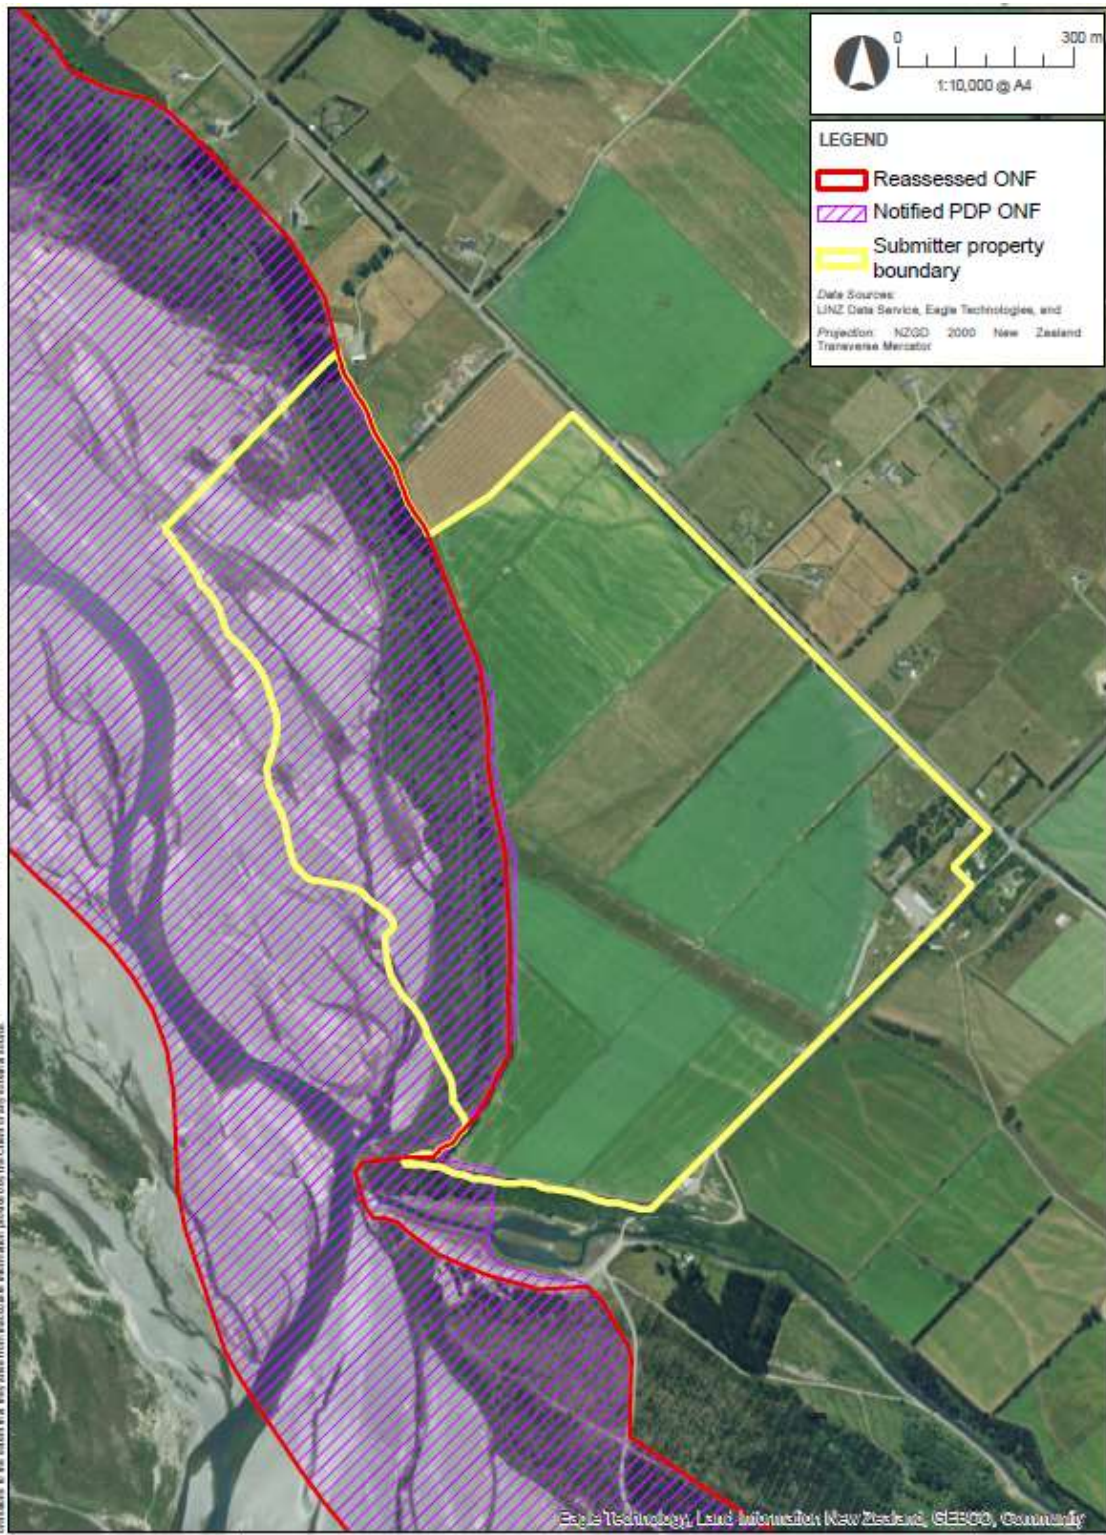 0 300 m
1:10,000 @ A4
LEGEND
Reassessed ONF
Notified PDP ONF
Submitter property
boundary
Data Sources:
LINZ Data Service, Eagle Technologies, and
Projection: NZGD 2000 New Zealand
Transverse Mercator
Eagle Technology, Land Information New Zealand, GEBCO, Community